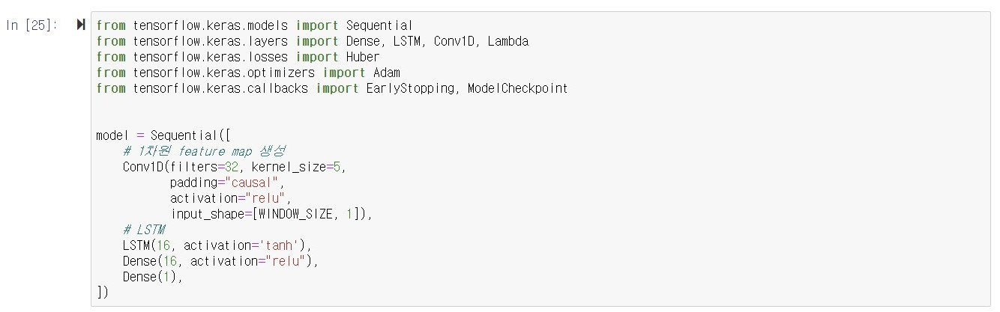 In [25]:
from tensorflow.keras.models import Sequential
from tensorflow.keras.layers import Dense, LSTM, Conv1D, Lambda
from tensorflow.keras.losses import Huber
from tensorflow.keras.optimizers import Adam
from tensorflow.keras.callbacks import EarlyStopping, ModelCheckpoint
model = Sequential([
# 1차원 feature map 생성
Conv1D(filters=32, kernel_size=5,
padding="causal",
activation="relu",
input_shape=[WINDOW_SIZE, 1]),
# LSTM
LSTM(16, activation='tanh'),
Dense(16, activation="relu"),
Dense(1),
])